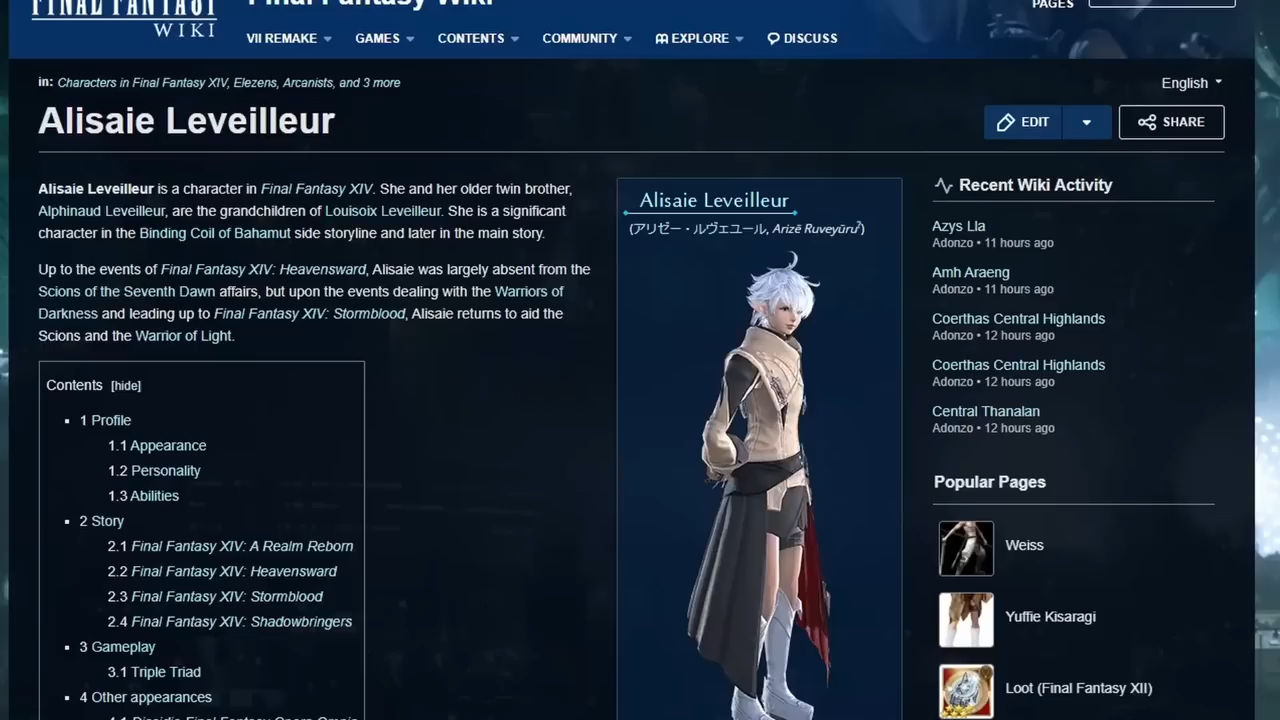 FINAL FANTASY
WIKI
Final Fantasy Wiki
PAGES
VII REMAKE
GAMES
CONTENTS
COMMUNITY
EXPLORE
DISCUSS
in: Characters in Final Fantasy XIV, Elezens, Arcanists, and 3 more
English
Alisaie Leveilleur
EDIT
SHARE
Alisaie Leveilleur is a character in Final Fantasy XIV. She and her older twin brother,
Alphinaud Leveilleur, are the grandchildren of Louisoix Leveilleur. She is a significant
character in the Binding Coil of Bahamut side storyline and later in the main story.
Up to the events of Final Fantasy XIV: Heavensward, Alisaie was largely absent from the
Scions of the Seventh Dawn affairs, but upon the events dealing with the Warriors of
Darkness and leading up to Final Fantasy XIV: Stormblood, Alisaie returns to aid the
Scions and the Warrior of Light.
Contents [hide]
1 Profile
1.1 Appearance
1.2 Personality
1.3 Abilities
2 Story
2.1 Final Fantasy XIV: A Realm Reborn
2.2 Final Fantasy XIV: Heavensward
2.3 Final Fantasy XIV: Stormblood
2.4 Final Fantasy XIV: Shadowbringers
3 Gameplay
3.1 Triple Triad
4 Other appearances
4.1 Dissidia Final Fantasy Opera Omnia
Alisaie Leveilleur
(アリゼー・ルヴェユール, Arizē Ruveyūru?)
Recent Wiki Activity
Azys Lla
Adonzo • 11 hours ago
Amh Araeng
Adonzo • 11 hours ago
Coerthas Central Highlands
Adonzo • 12 hours ago
Coerthas Central Highlands
Adonzo • 12 hours ago
Central Thanalan
Adonzo • 12 hours ago
Popular Pages
Weiss
Yuffie Kisaragi
Loot (Final Fantasy XII)